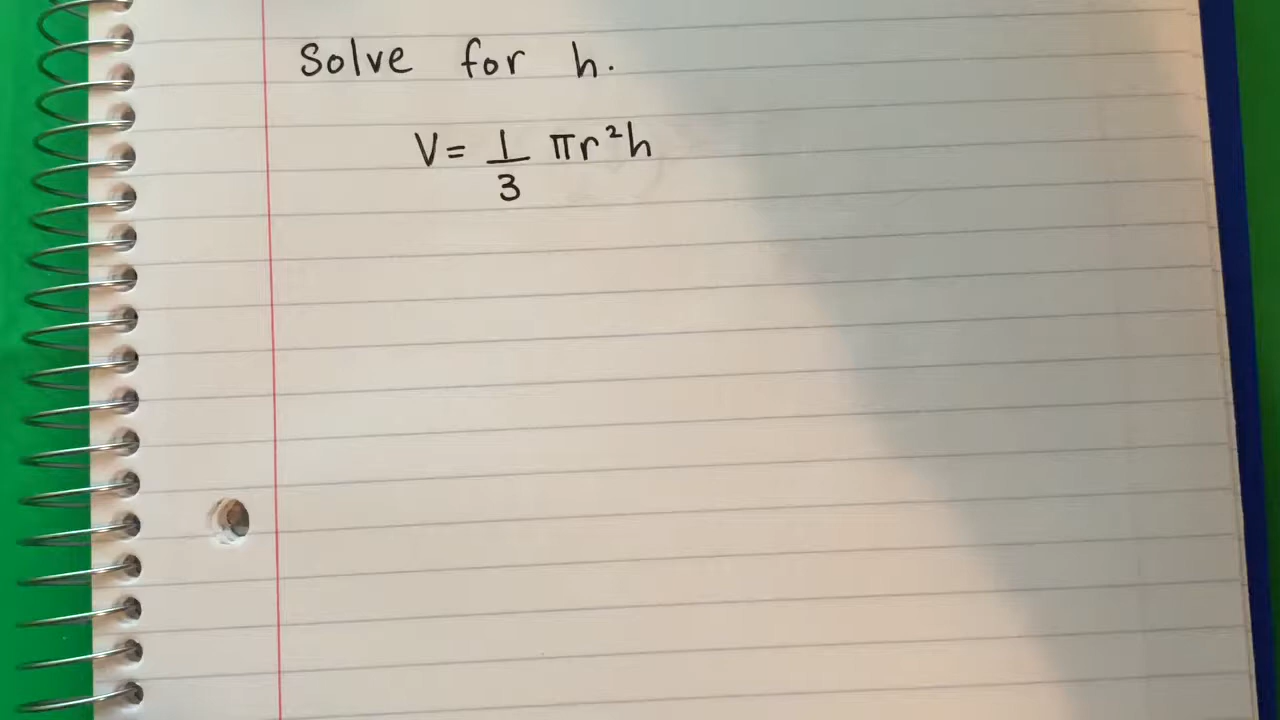 Solve for h.
V = 1/3 πr²h